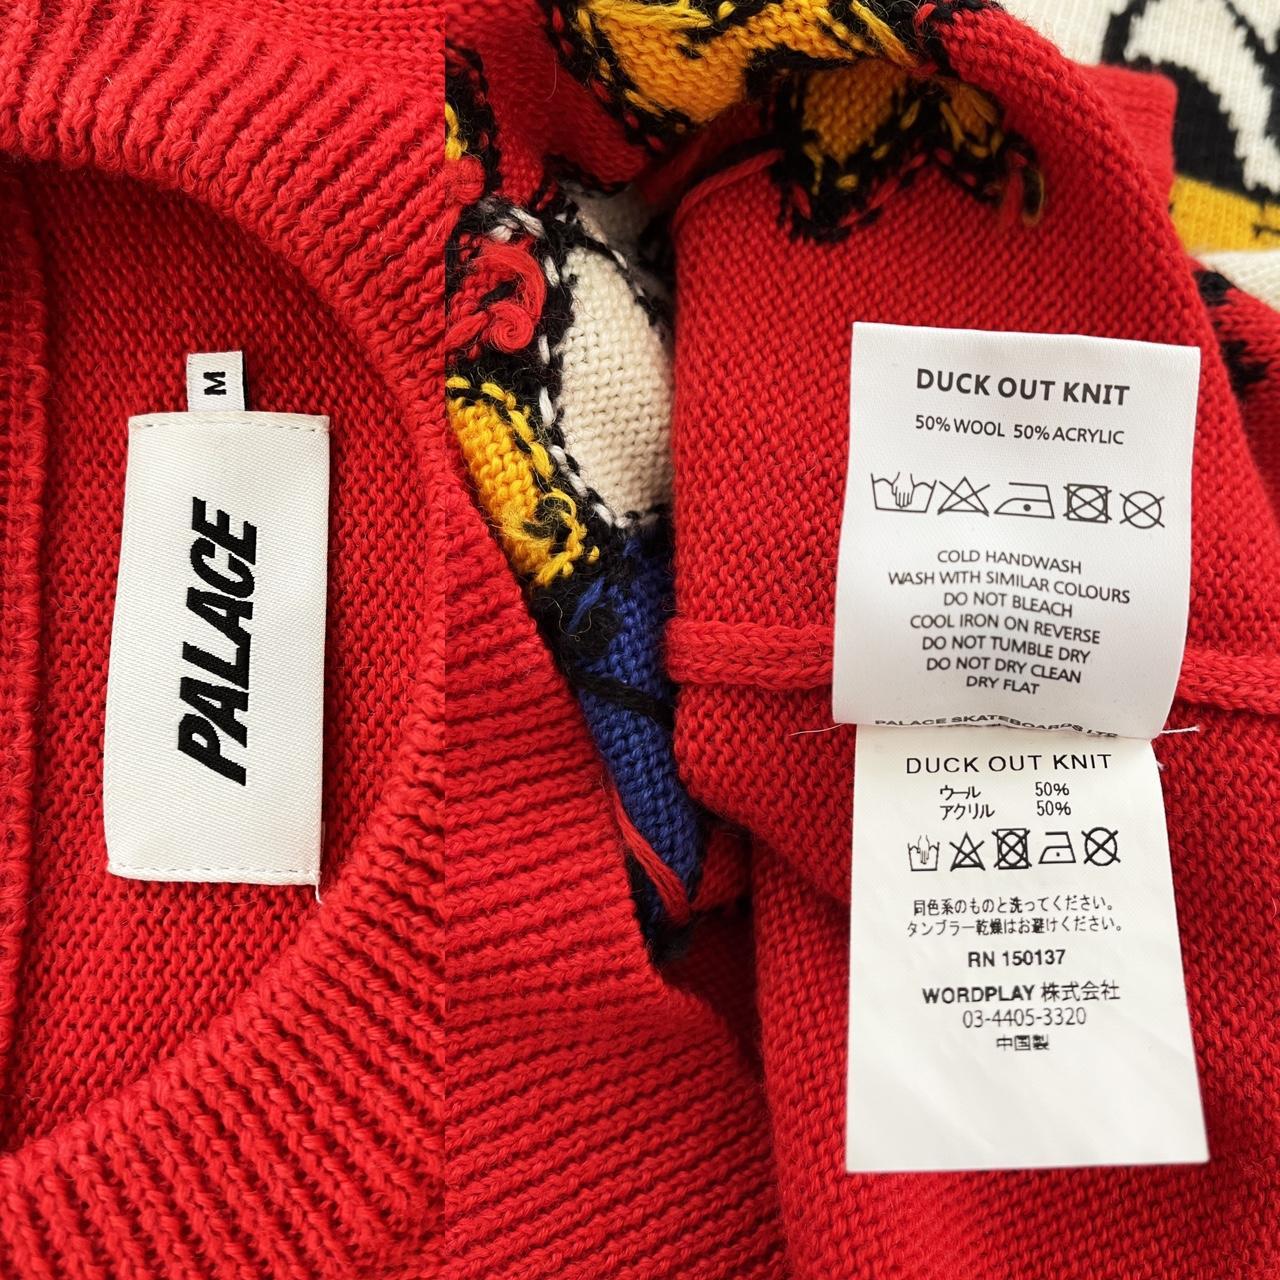 M
PALACE
DUCK OUT KNIT
50% WOOL 50% ACRYLIC
COLD HANDWASH
WASH WITH SIMILAR COLOURS
DO NOT BLEACH
COOL IRON ON REVERSE
DO NOT TUMBLE DRY
DO NOT DRY CLEAN
DRY FLAT
PALACE SKATEBOARDS LTD
DUCK OUT KNIT
ウール 50%
アクリル 50%
同色系のものと洗ってください。
タンブラー乾燥はお避けください。
RN 150137
WORDPLAY 株式会社
03-4405-3320
中国製